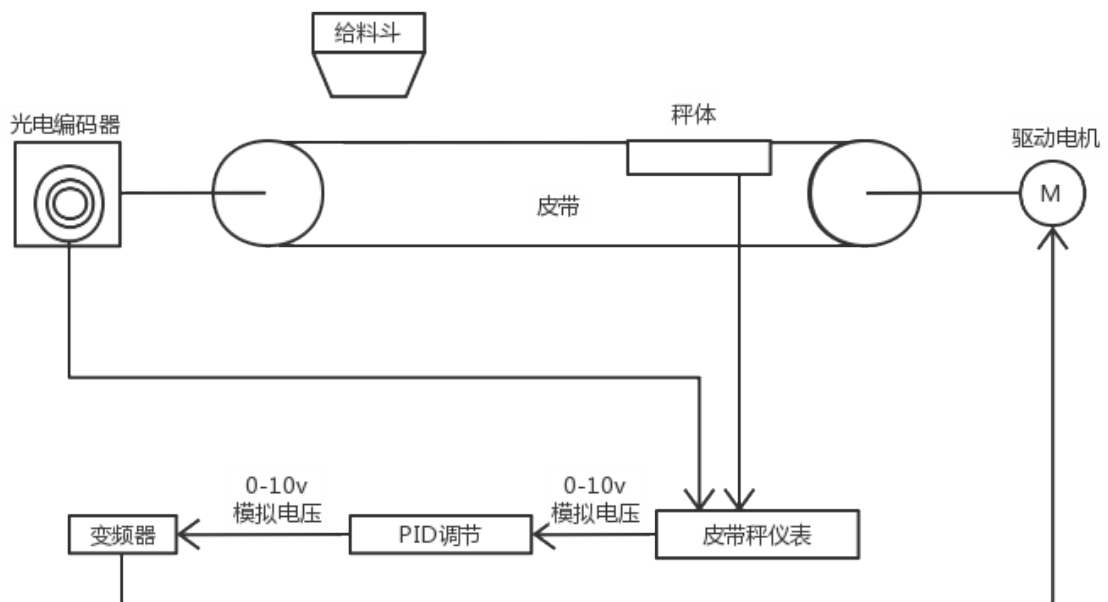 给料斗
光电编码器
秤体
驱动电机
M
皮带
0-10v
模拟电压
0-10v
模拟电压
变频器
PID调节
皮带秤仪表